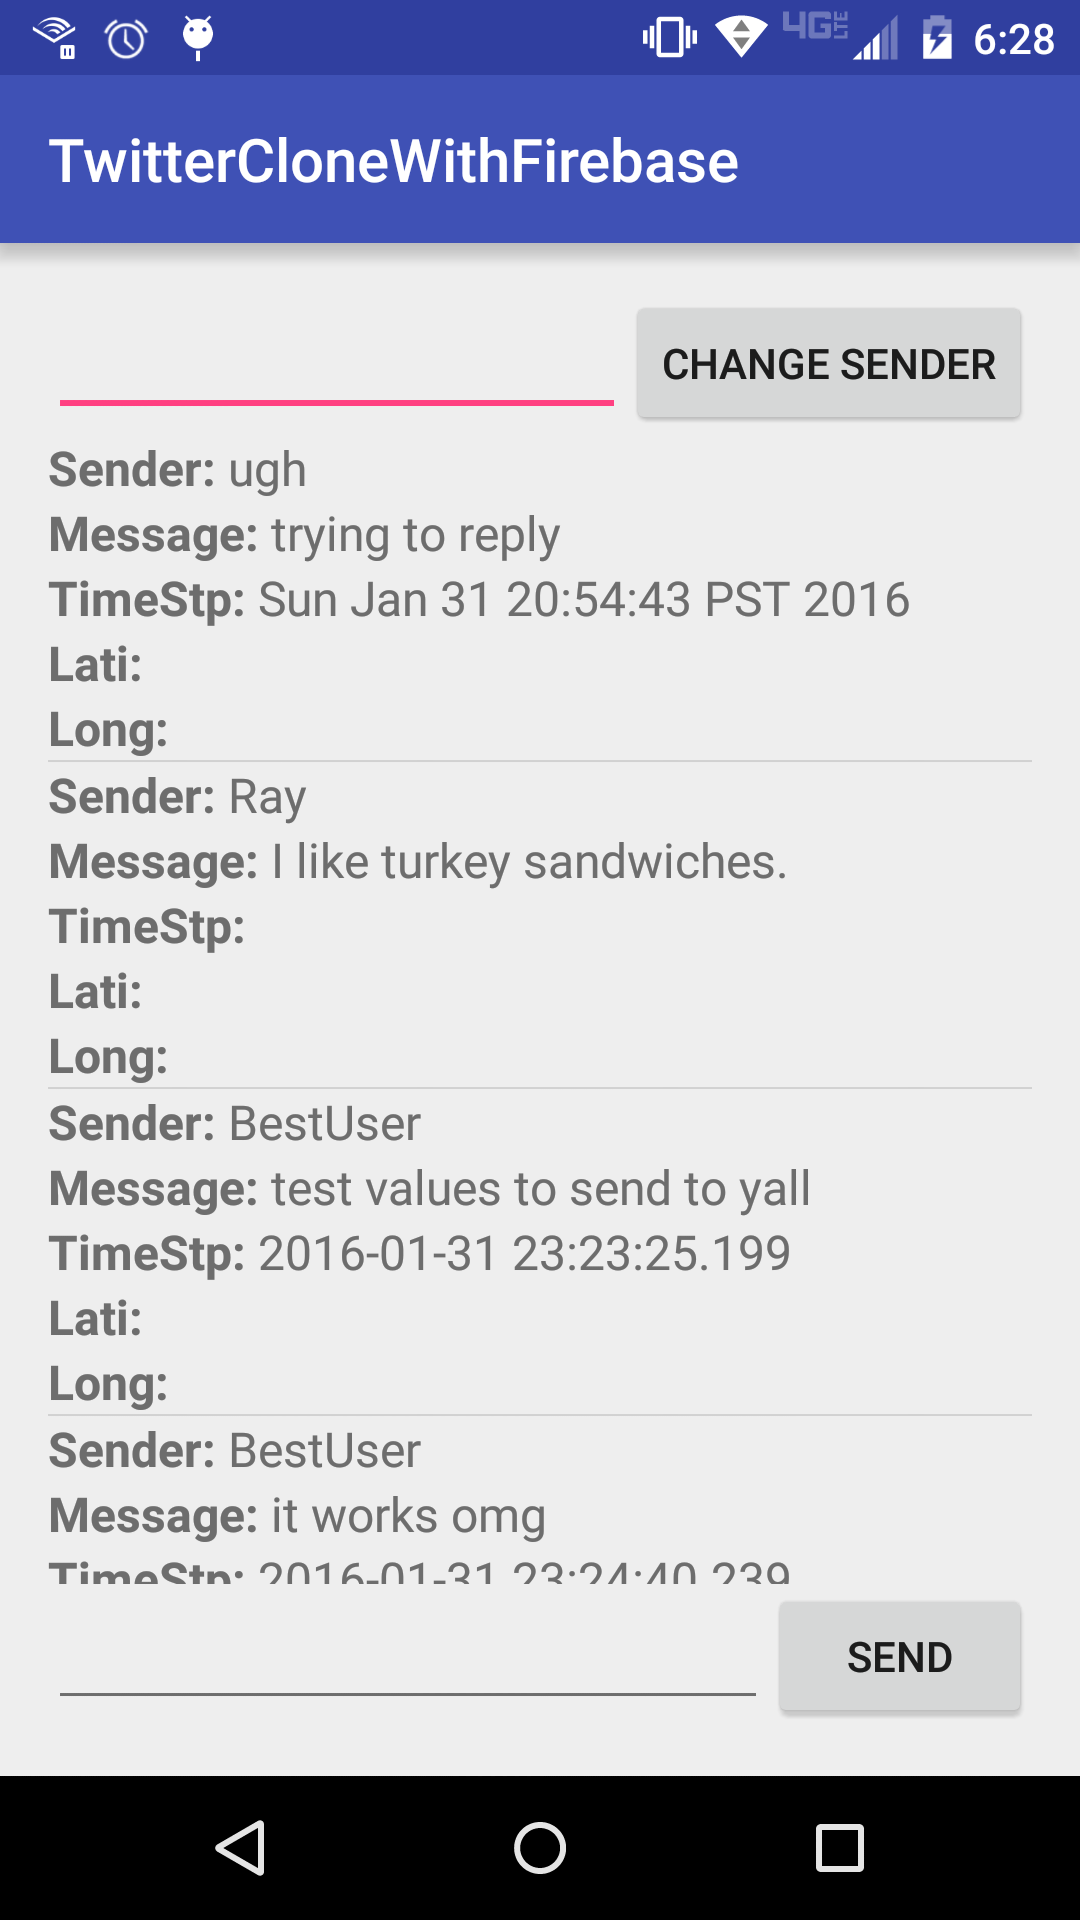 4G LTE 6:28
TwitterCloneWithFirebase
CHANGE SENDER
Sender: ugh
Message: trying to reply
TimeStp: Sun Jan 31 20:54:43 PST 2016
Lati:
Long:
Sender: Ray
Message: I like turkey sandwiches.
TimeStp:
Lati:
Long:
Sender: BestUser
Message: test values to send to yall
TimeStp: 2016-01-31 23:23:25.199
Lati:
Long:
Sender: BestUser
Message: it works omg
TimeStp: 2016-01-31 23:24:40.239
SEND